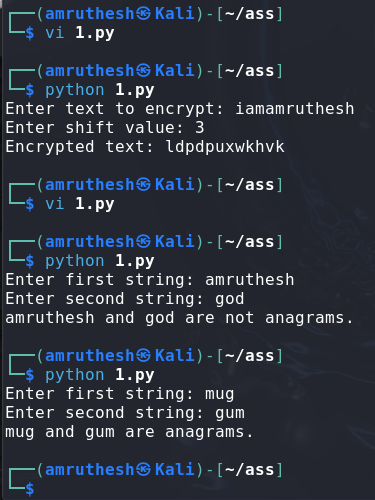 ┌──(amruthesh㉿Kali)-[~/ass]
└─$ vi 1.py
┌──(amruthesh㉿Kali)-[~/ass]
└─$ python 1.py
Enter text to encrypt: iamamruthesh
Enter shift value: 3
Encrypted text: ldpdpuxwkhvk
┌──(amruthesh㉿Kali)-[~/ass]
└─$ vi 1.py
┌──(amruthesh㉿Kali)-[~/ass]
└─$ python 1.py
Enter first string: amruthesh
Enter second string: god
amruthesh and god are not anagrams.
┌──(amruthesh㉿Kali)-[~/ass]
└─$ python 1.py
Enter first string: mug
Enter second string: gum
mug and gum are anagrams.
┌──(amruthesh㉿Kali)-[~/ass]
└─$